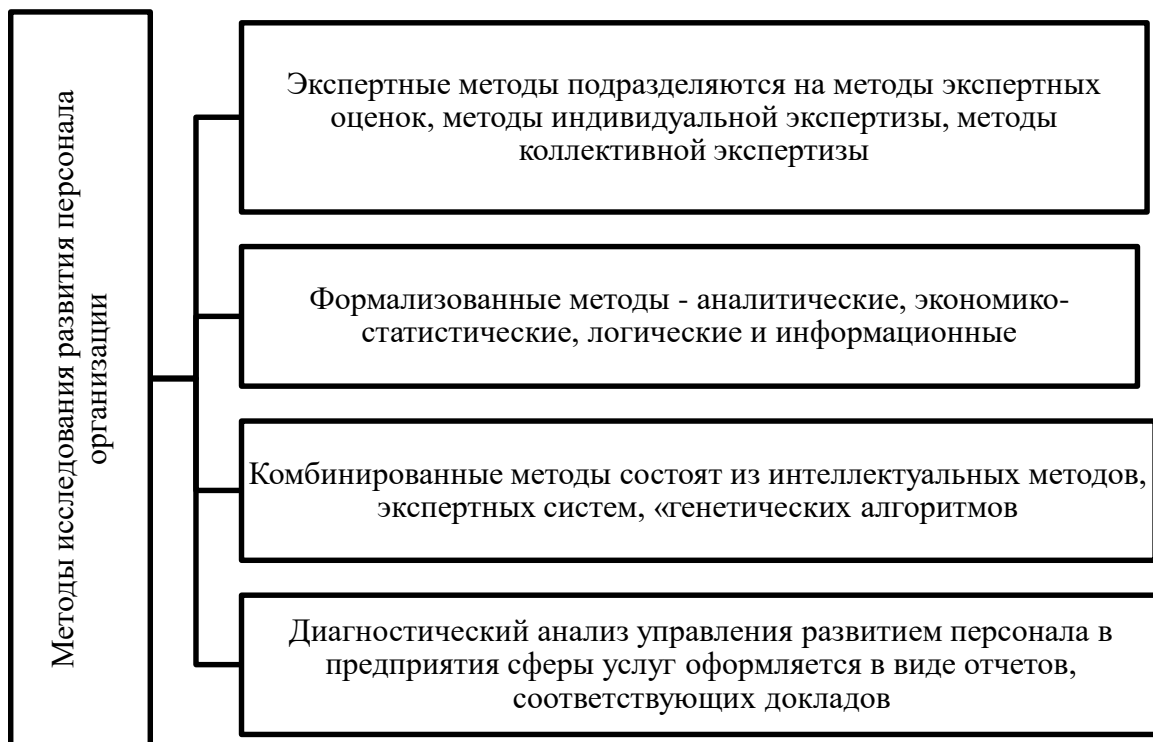 Методы исследования развития персонала
организации
Экспертные методы подразделяются на методы экспертных
оценок, методы индивидуальной экспертизы, методы
коллективной экспертизы
Формализованные методы - аналитические, экономико-
статистические, логические и информационные
Комбинированные методы состоят из интеллектуальных методов,
экспертных систем, «генетических алгоритмов
Диагностический анализ управления развитием персонала в
предприятия сферы услуг оформляется в виде отчетов,
соответствующих докладов